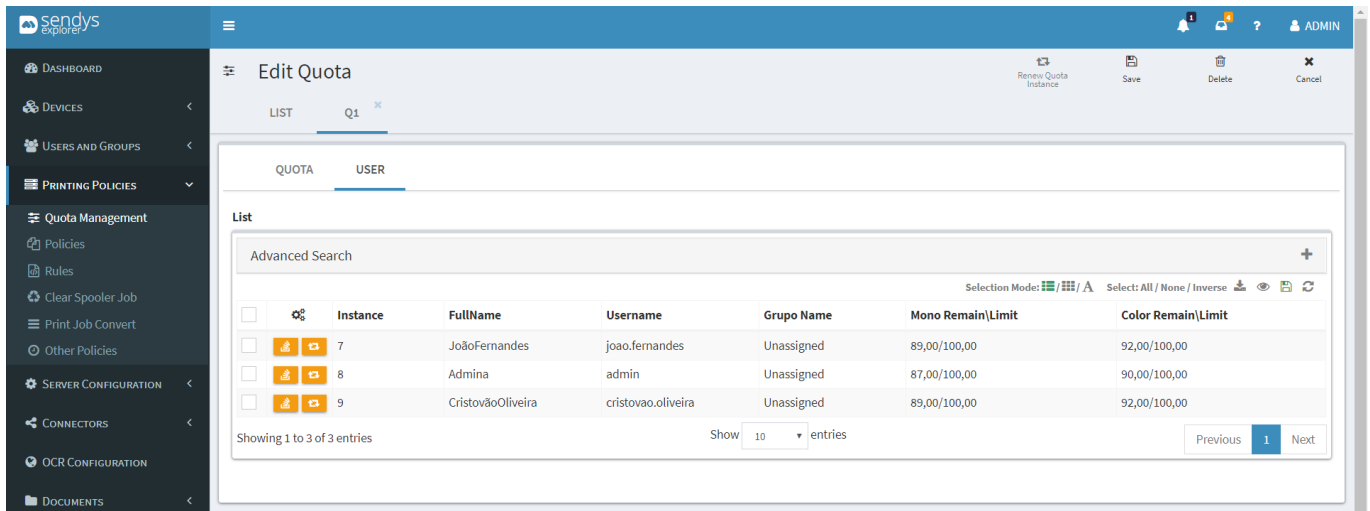 sendys
explorer
1
4
?
ADMIN
DASHBOARD
DEVICES
USERS AND GROUPS
PRINTING POLICIES
Quota Management
Policies
Rules
Clear Spooler Job
Print Job Convert
Other Policies
SERVER CONFIGURATION
CONNECTORS
OCR CONFIGURATION
DOCUMENTS
Edit Quota
Renew Quota
Instance
Save
Delete
Cancel
LIST Q1
QUOTA USER
List
Advanced Search
Selection Mode: / / A Select: All / None / Inverse
Instance FullName Username Grupo Name Mono Remain\Limit Color Remain\Limit
7 JoãoFernandes joao.fernandes Unassigned 89,00/100,00 92,00/100,00
8 Admina admin Unassigned 87,00/100,00 90,00/100,00
9 CristovãoOliveira cristovao.oliveira Unassigned 89,00/100,00 92,00/100,00
Showing 1 to 3 of 3 entries Show 10 entries Previous 1 Next